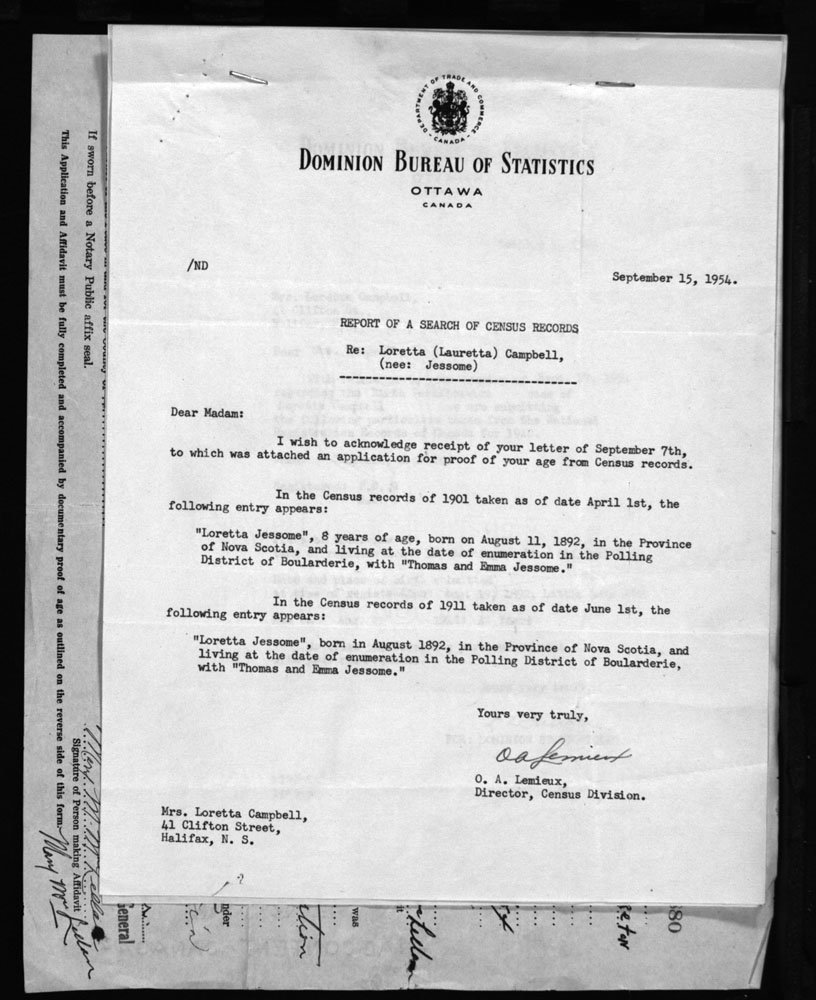 DEPARTMENT OF TRADE AND COMMERCE
- CANADA -
DOMINION BUREAU OF STATISTICS
OTTAWA
CANADA
/ND
September 15, 1954.
REPORT OF A SEARCH OF CENSUS RECORDS
Re: Loretta (Lauretta) Campbell,
(nee: Jessome)
Dear Madam:
I wish to acknowledge receipt of your letter of September 7th,
to which was attached an application for proof of your age from Census records.
In the Census records of 1901 taken as of date April 1st, the
following entry appears:
"Loretta Jessome", 8 years of age, born on August 11, 1892, in the Province
of Nova Scotia, and living at the date of enumeration in the Polling
District of Boularderie, with "Thomas and Emma Jessome."
In the Census records of 1911 taken as of date June 1st, the
following entry appears:
"Loretta Jessome", born in August 1892, in the Province of Nova Scotia, and
living at the date of enumeration in the Polling District of Boularderie,
with "Thomas and Emma Jessome."
Yours very truly,
O A Lemieux
O. A. Lemieux,
Director, Census Division.
Mrs. Loretta Campbell,
41 Clifton Street,
Halifax, N. S.
If sworn before a Notary Public affix seal.
This Application and Affidavit must be fully completed and accompanied by documentary proof of age as outlined on the reverse side of this form.
Signature of Person making Affidavit
General
nder
was
it